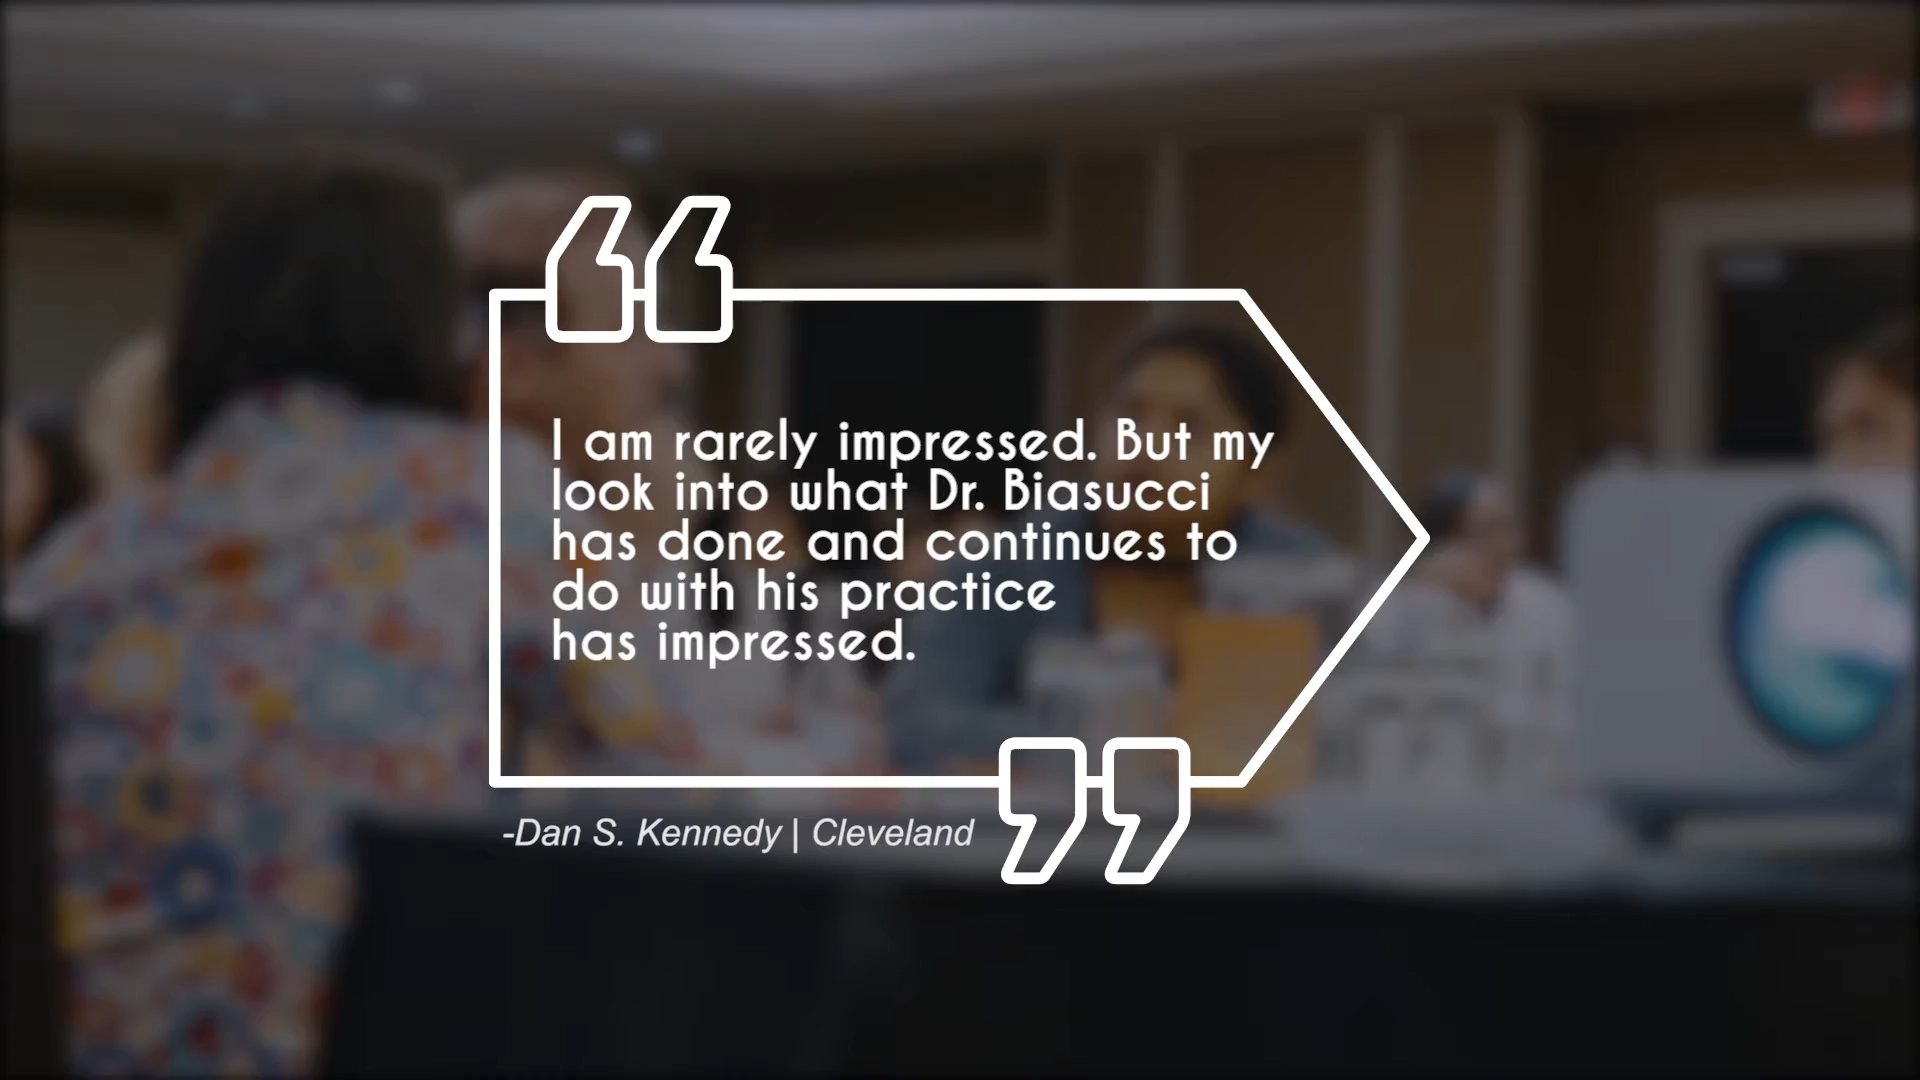 I am rarely impressed. But my
look into what Dr. Biasucci
has done and continues to
do with his practice
has impressed.
-Dan S. Kennedy | Cleveland